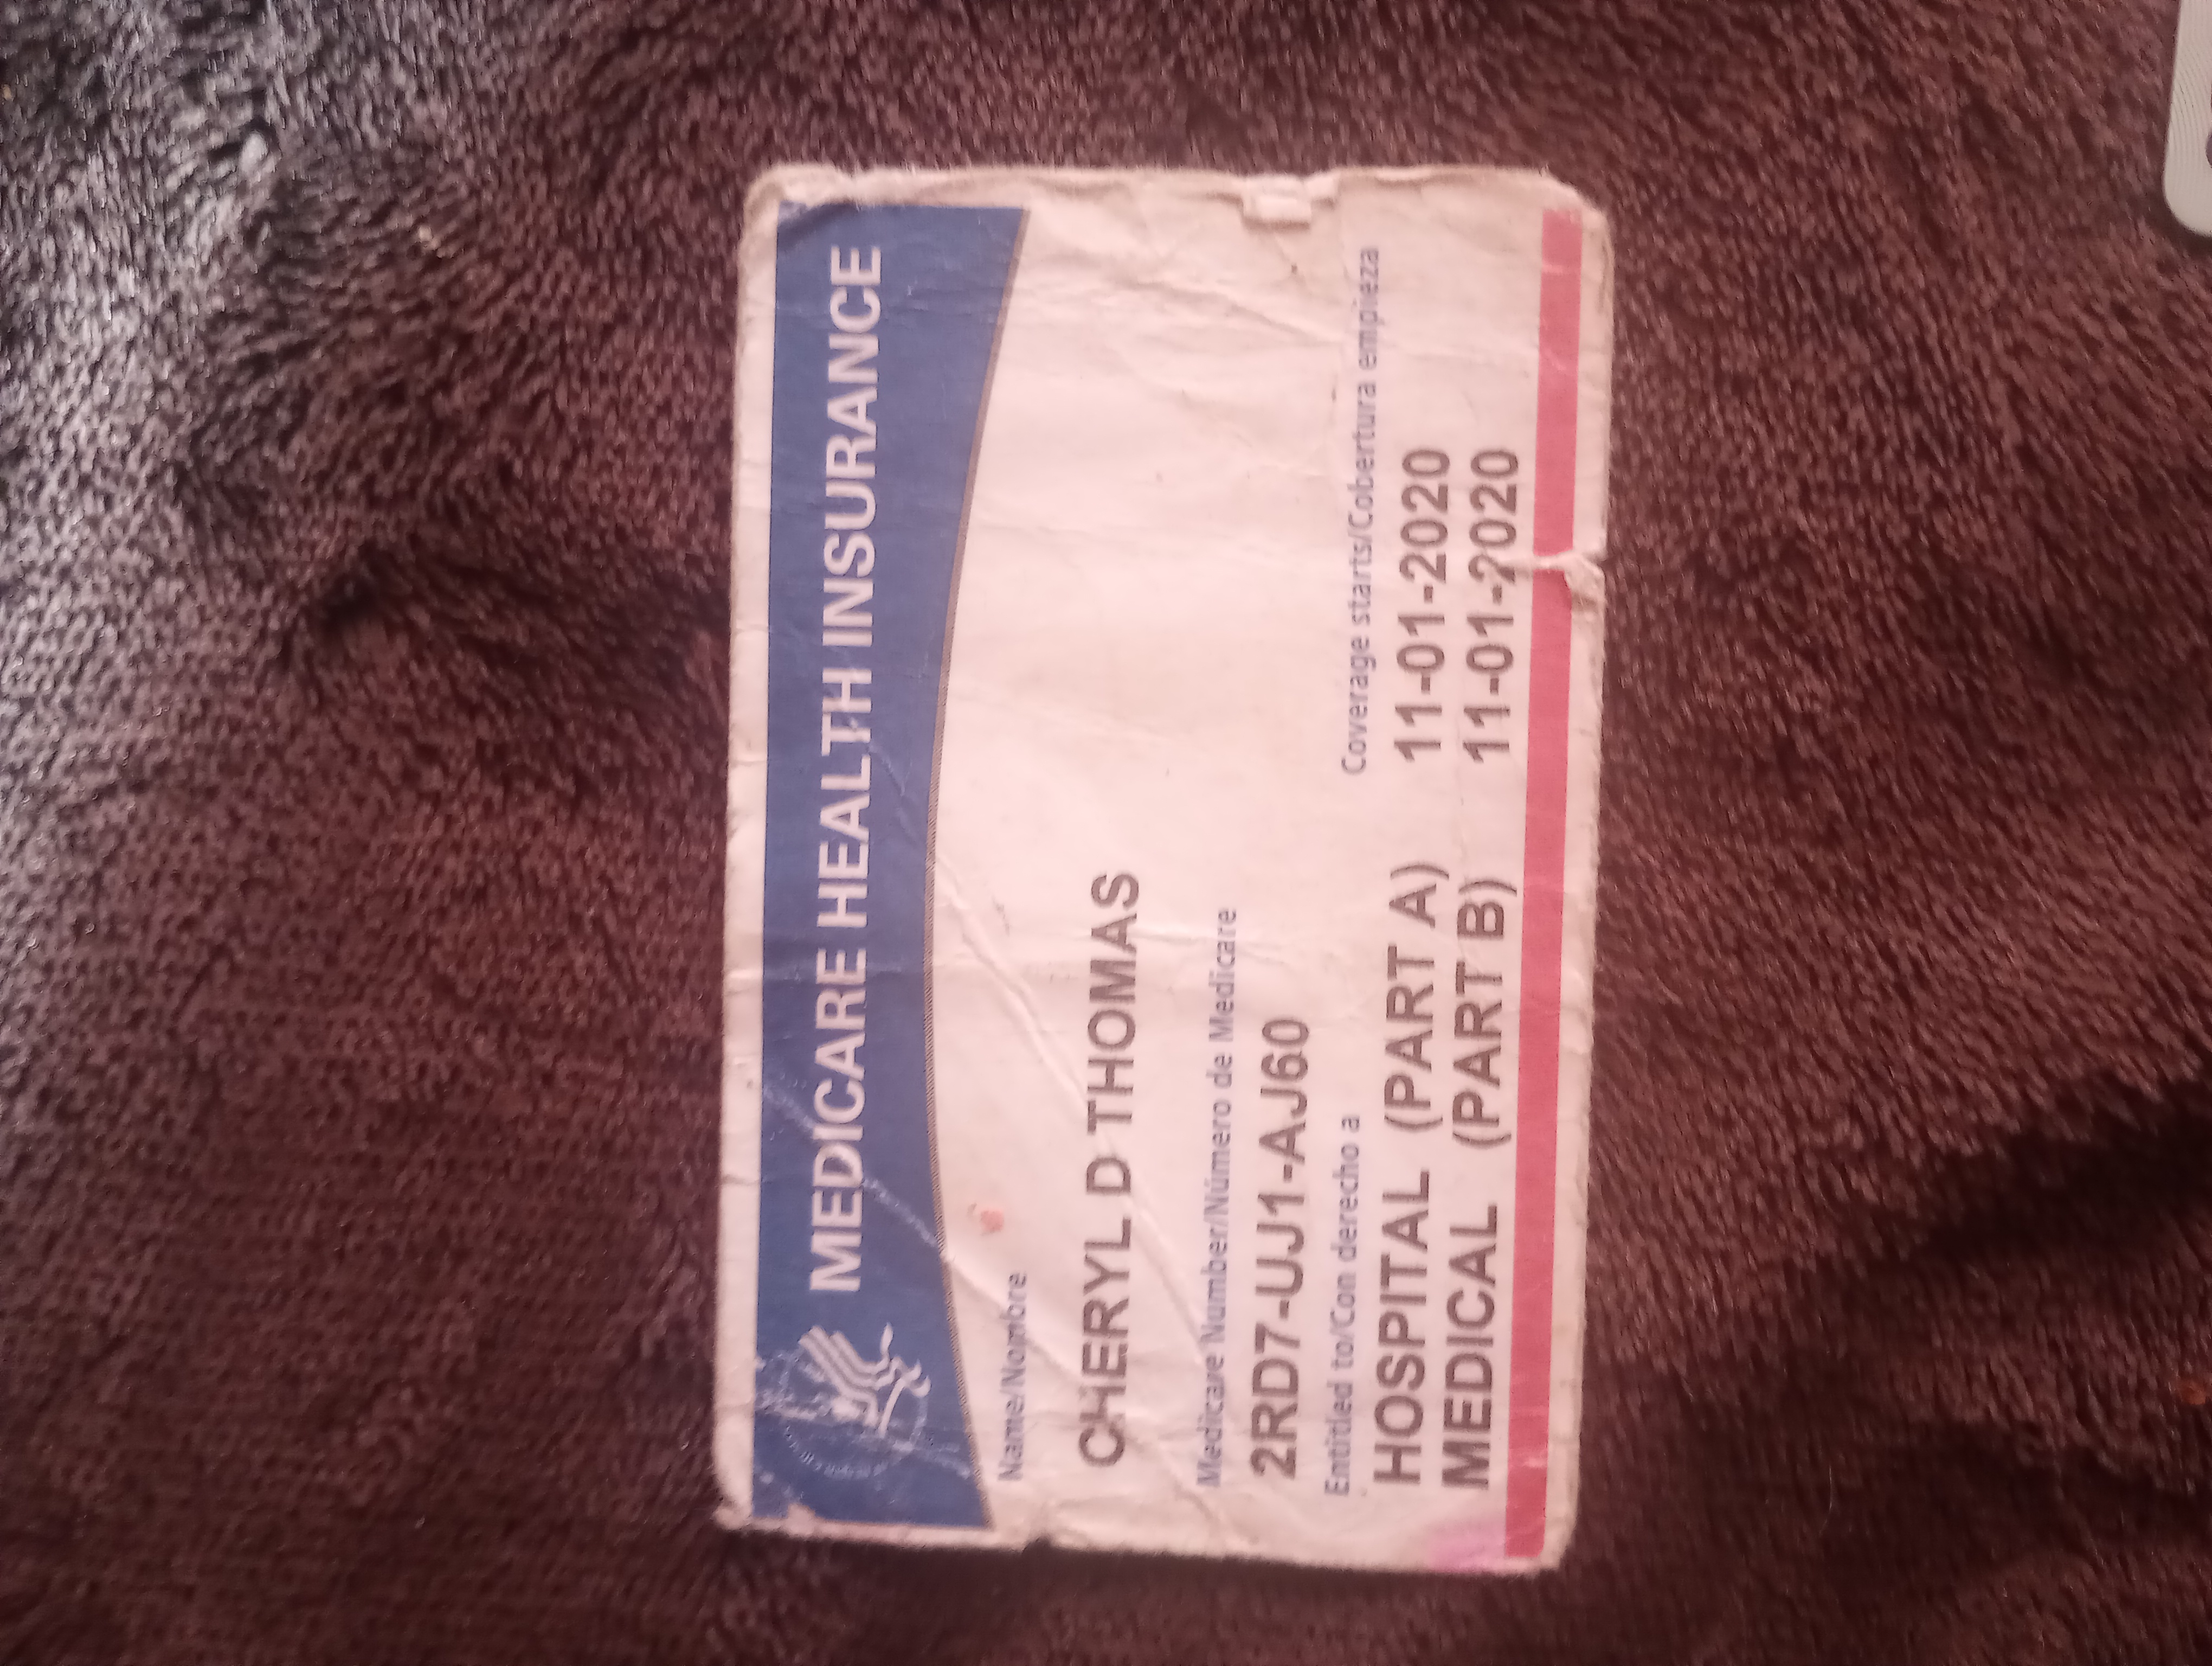 MEDICARE HEALTH INSURANCE
Name/Nombre
CHERYL D THOMAS
Medicare Number/Número de Medicare
2RD7-UJ1-AJ60
Entitled to/Con derecho a
Coverage starts/Cobertura empieza
HOSPITAL (PART A) 11-01-2020
MEDICAL (PART B) 11-01-2020